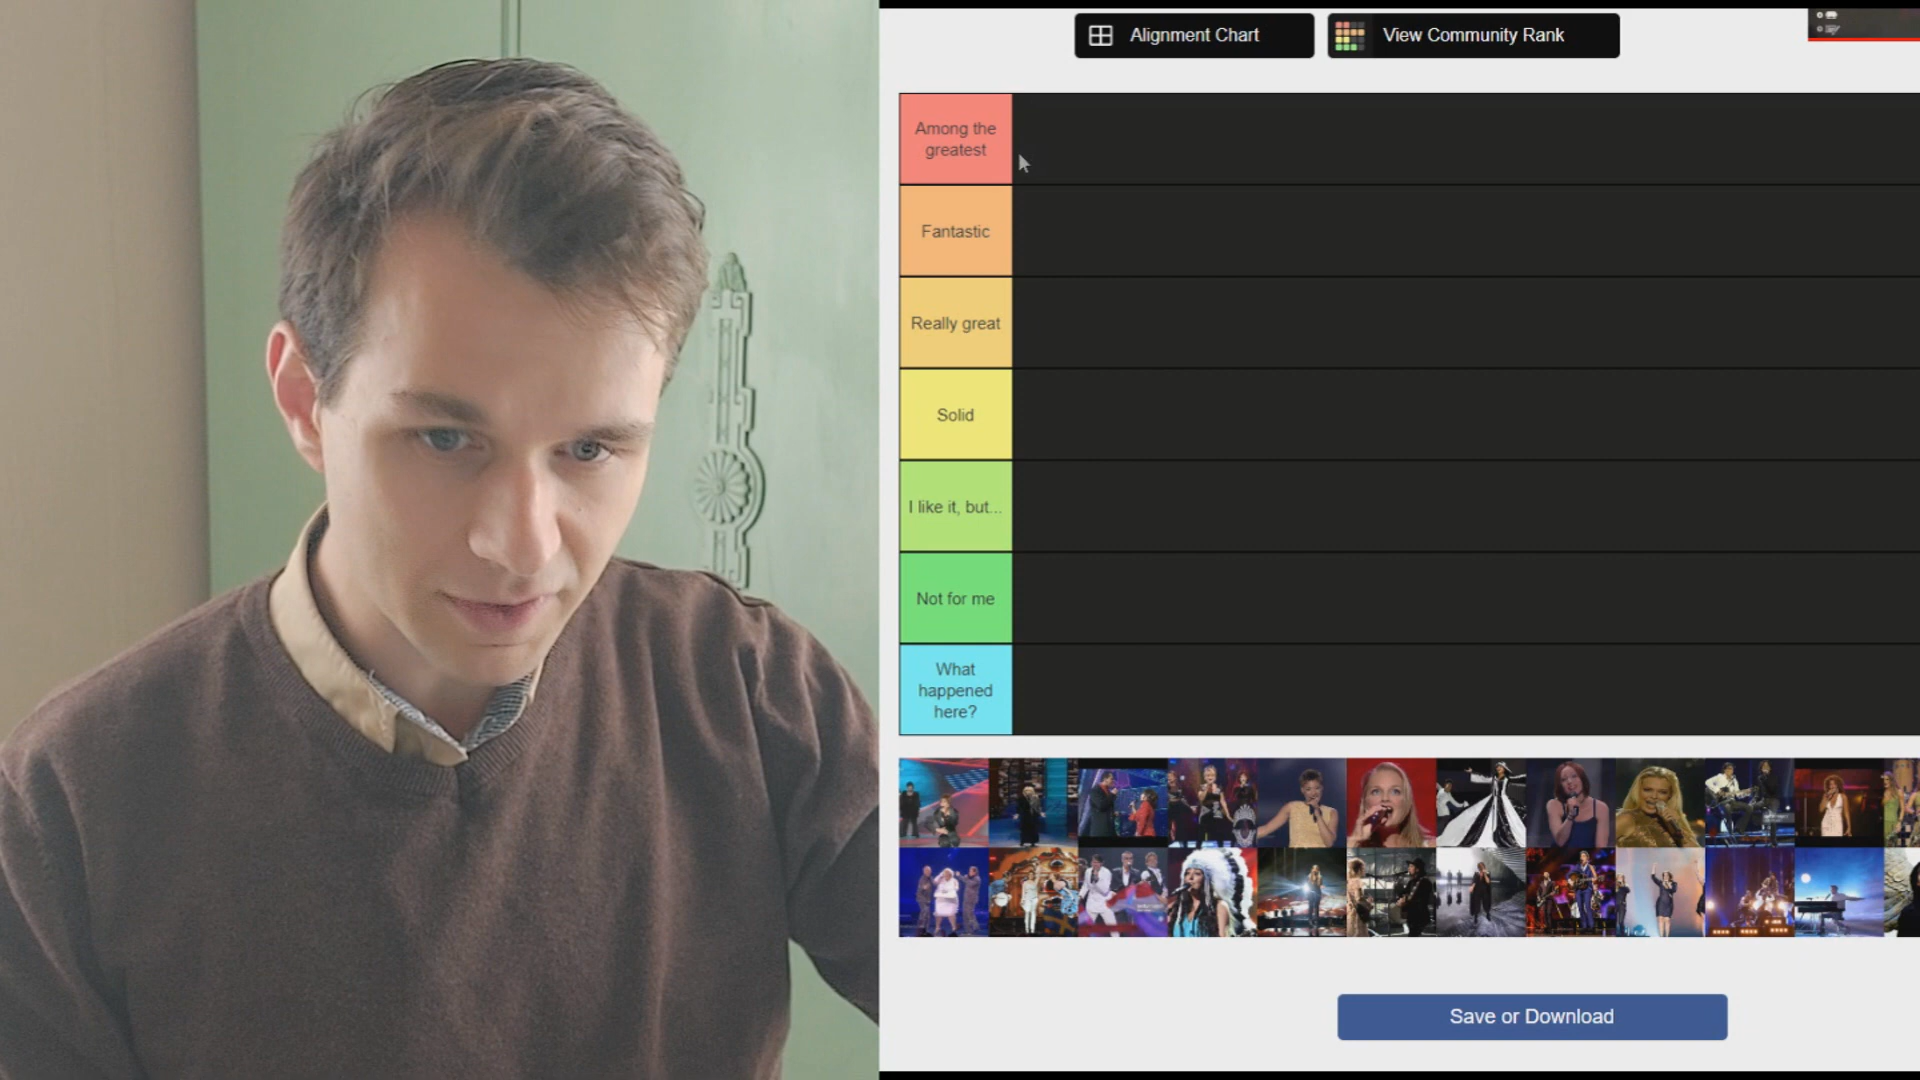 Alignment Chart
View Community Rank
Among the
greatest
Fantastic
Really great
Solid
I like it, but...
Not for me
What
happened
here?
Save or Download